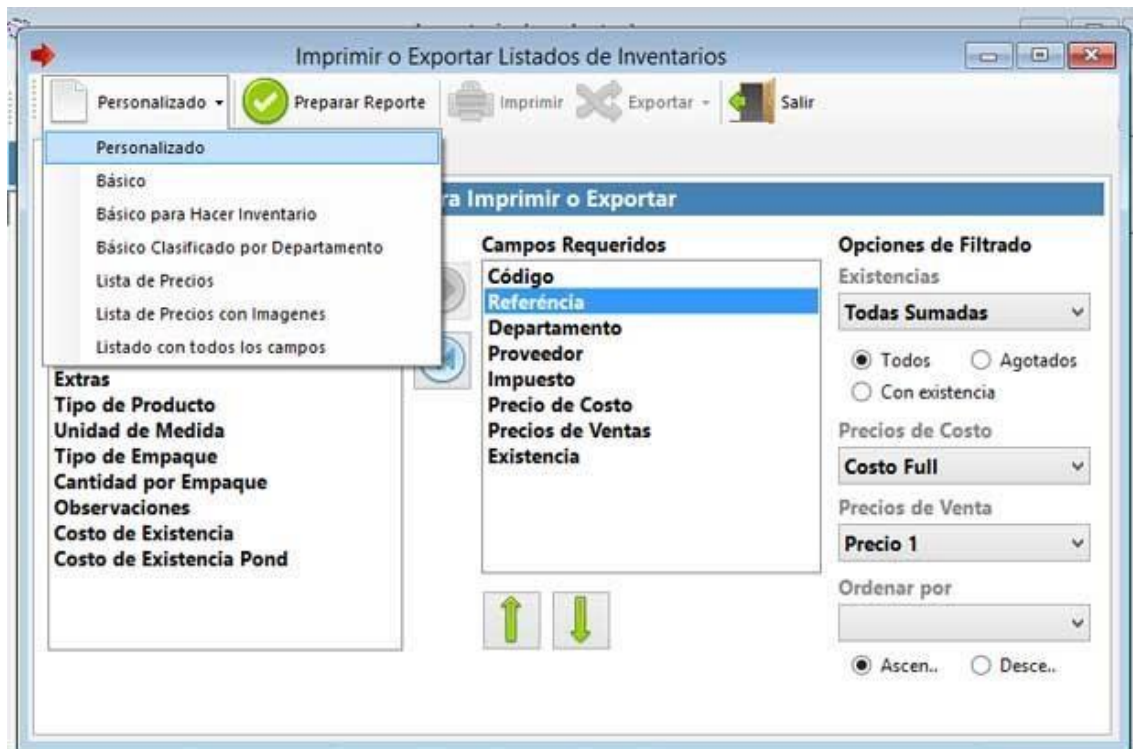 Imprimir o Exportar Listados de Inventarios
Personalizado
Preparar Reporte
Imprimir
Exportar
Salir
Personalizado
Básico
Básico para Hacer Inventario
Básico Clasificado por Departamento
Lista de Precios
Lista de Precios con Imagenes
Listado con todos los campos
Imprimir o Exportar
Extras
Tipo de Producto
Unidad de Medida
Tipo de Empaque
Cantidad por Empaque
Observaciones
Costo de Existencia
Costo de Existencia Pond
Campos Requeridos
Código
Referéncia
Departamento
Proveedor
Impuesto
Precio de Costo
Precios de Ventas
Existencia
Opciones de Filtrado
Existencias
Todas Sumadas
Todos
Agotados
Con existencia
Precios de Costo
Costo Full
Precios de Venta
Precio 1
Ordenar por
Ascen..
Desce..